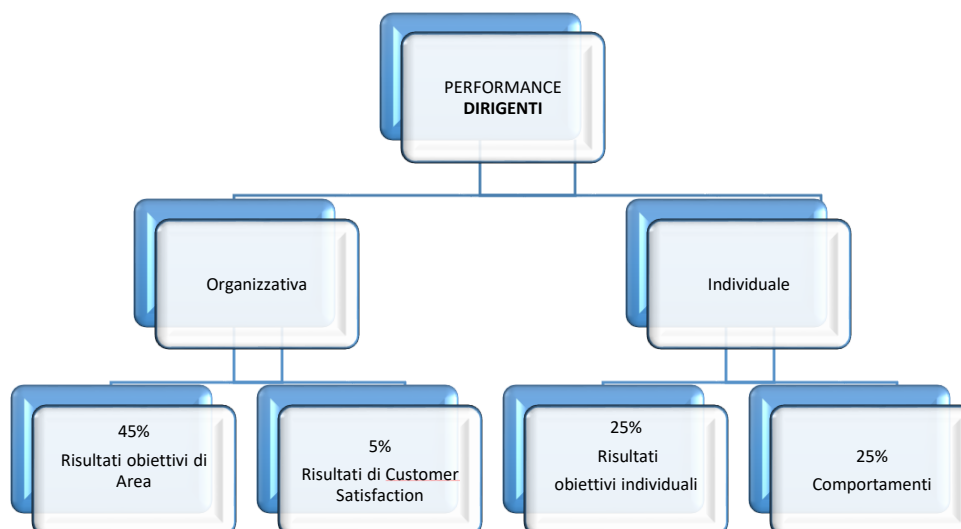 PERFORMANCE
DIRIGENTI
Organizzativa
Individuale
45%
Risultati obiettivi di
Area
5%
Risultati di Customer
Satisfaction
25%
Risultati
obiettivi individuali
25%
Comportamenti